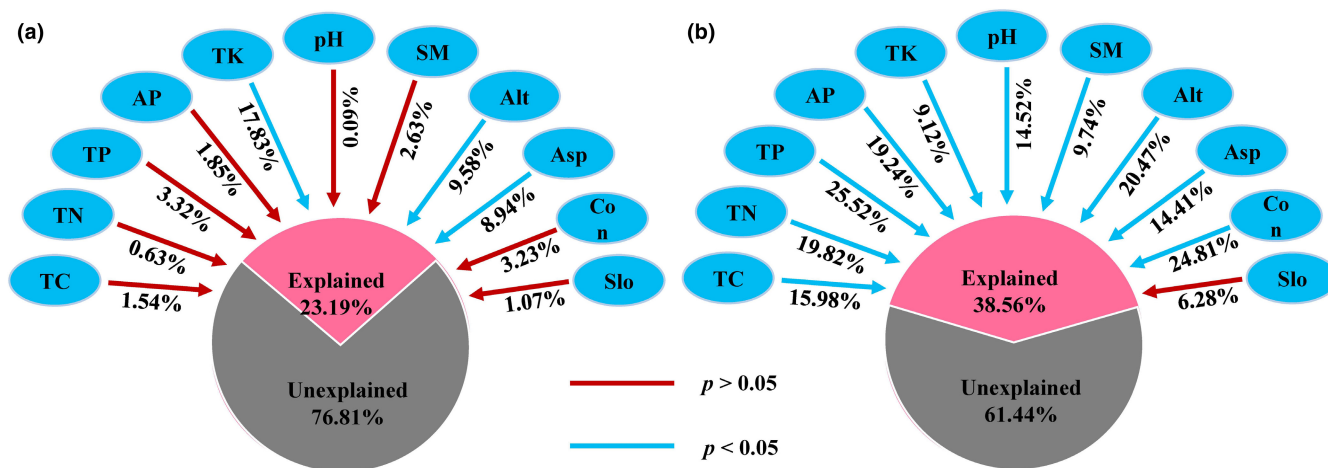 (a)
TC
1.54%
TN
0.63%
TP
3.32%
AP
1.85%
TK
17.83%
pH
0.09%
SM
2.63%
Alt
9.58%
Asp
8.94%
Co
n
3.23%
Slo
1.07%
Explained
23.19%
Unexplained
76.81%
p > 0.05
p < 0.05
(b)
TC
15.98%
TN
19.82%
TP
25.52%
AP
19.24%
TK
9.12%
pH
14.52%
SM
9.74%
Alt
20.47%
Asp
14.41%
Co
n
24.81%
Slo
6.28%
Explained
38.56%
Unexplained
61.44%